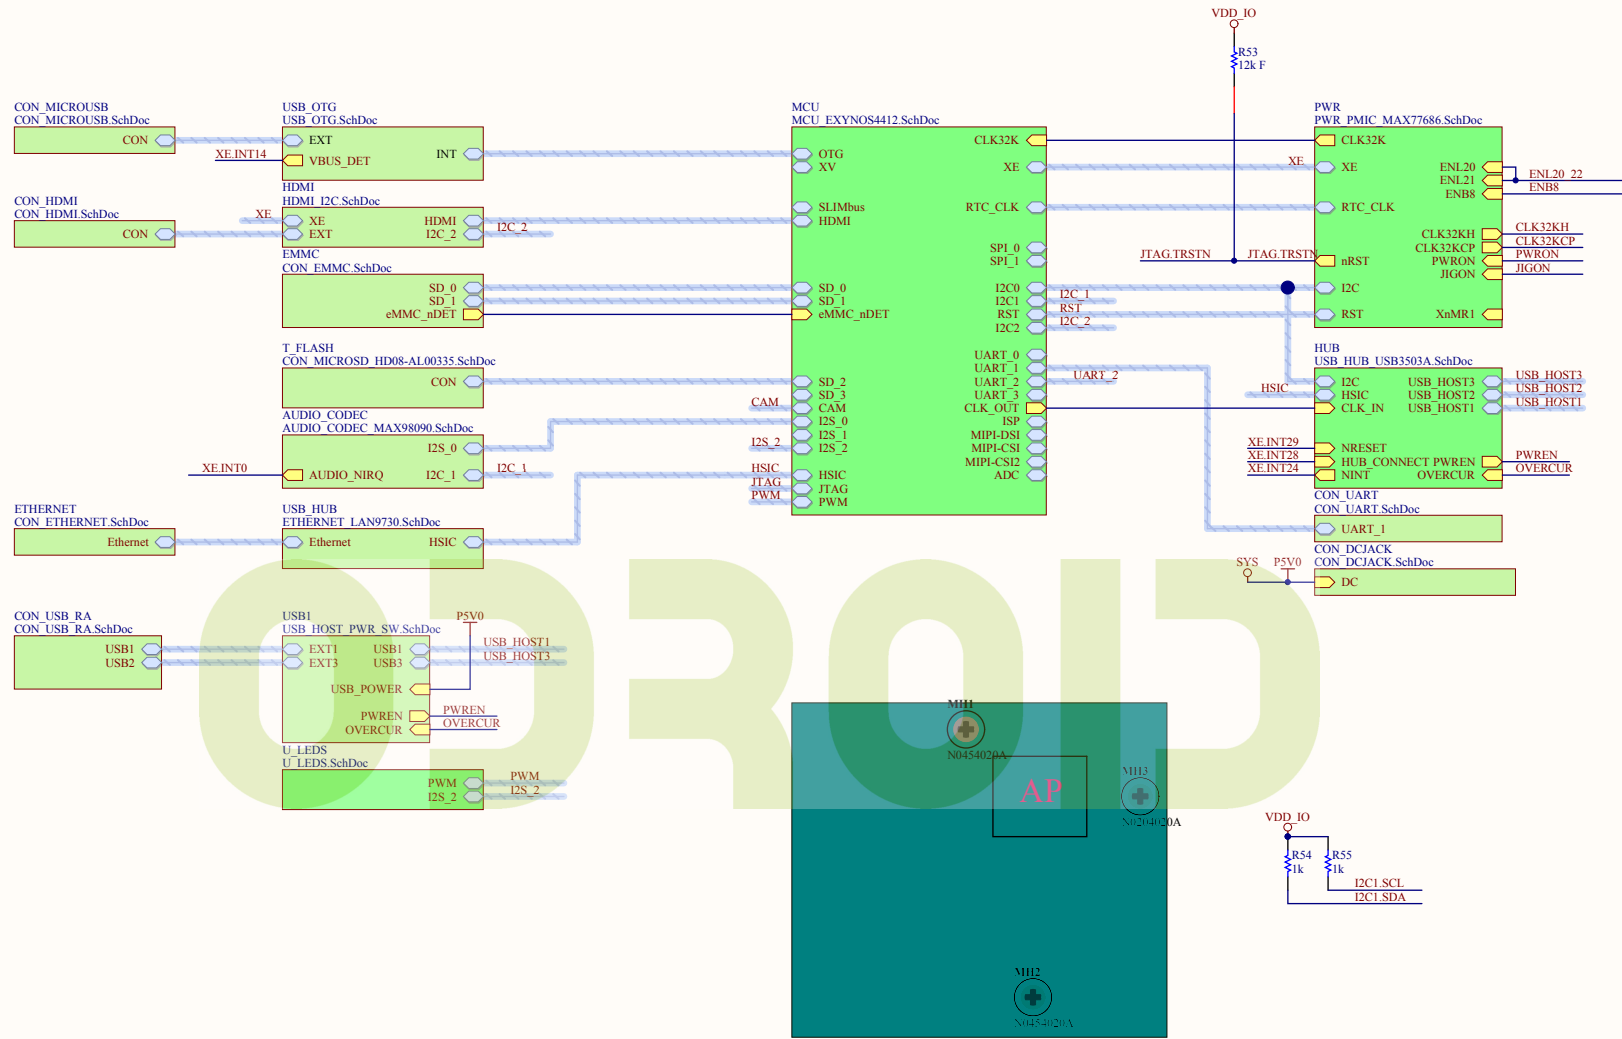 VDD_IO
R53
12k F
CON_MICROUSB
CON_MICROUSB.SchDoc
CON
USB_OTG
USB_OTG.SchDoc
EXT
XE.INT14
VBUS_DET
INT
CON_HDMI
CON_HDMI.SchDoc
CON
HDMI
HDMI_I2C.SchDoc
XE
XE
HDMI
EXT
I2C_2
I2C_2
EMMC
CON_EMMC.SchDoc
SD_0
SD_1
eMMC_nDET
T_FLASH
CON_MICROSD_HD08-AL00335.SchDoc
CON
AUDIO_CODEC
AUDIO_CODEC_MAX98090.SchDoc
I2S_0
XE.INT0
AUDIO_NIRQ
I2C_1
I2C_1
ETHERNET
CON_ETHERNET.SchDoc
Ethernet
USB_HUB
ETHERNET_LAN9730.SchDoc
Ethernet
HSIC
CON_USB_RA
CON_USB_RA.SchDoc
USB1
USB2
USB1
USB_HOST_PWR_SW.SchDoc
P5V0
EXT1
USB1
USB_HOST1
EXT3
USB3
USB_HOST3
USB_POWER
PWREN
PWREN
OVERCUR
OVERCUR
U_LEDS
U_LEDS.SchDoc
PWM
PWM
I2S_2
I2S_2
MCU
MCU_EXYNOS4412.SchDoc
CLK32K
OTG
XV
XE
XE
SLIMbus
RTC_CLK
HDMI
SPI_0
SPI_1
SD_0
I2C0
SD_1
I2C1
I2C_1
eMMC_nDET
RST
RST
I2C2
I2C_2
UART_0
UART_1
SD_2
UART_2
UART_2
SD_3
UART_3
CAM
CAM
CLK_OUT
I2S_0
ISP
I2S_1
MIPI-DSI
I2S_2
I2S_2
MIPI-CSI
MIPI-CSI2
HSIC
HSIC
ADC
JTAG
JTAG
PWM
PWM
PWR
PWR_PMIC_MAX77686.SchDoc
CLK32K
XE
ENL20
ENL21
ENL20_22
ENB8
ENB8
RTC_CLK
CLK32KH
CLK32KH
CLK32KCP
CLK32KCP
JTAG.TRSTN
JTAG.TRSTN
nRST
PWRON
PWRON
JIGON
JIGON
I2C
RST
XnMR1
HUB
USB_HUB_USB3503A.SchDoc
I2C
USB_HOST3
USB_HOST3
HSIC
HSIC
USB_HOST2
USB_HOST2
CLK_IN
USB_HOST1
USB_HOST1
XE.INT29
NRESET
XE.INT28
HUB_CONNECT
PWREN
PWREN
XE.INT24
NINT
OVERCUR
OVERCUR
CON_UART
CON_UART.SchDoc
UART_1
CON_DCJACK
CON_DCJACK.SchDoc
SYS
P5V0
DC
ODROID
MH1
N0454020A
AP
MH3
N0204020A
MH2
N0454020A
VDD_IO
R54
1k
R55
1k
I2C1.SCL
I2C1.SDA